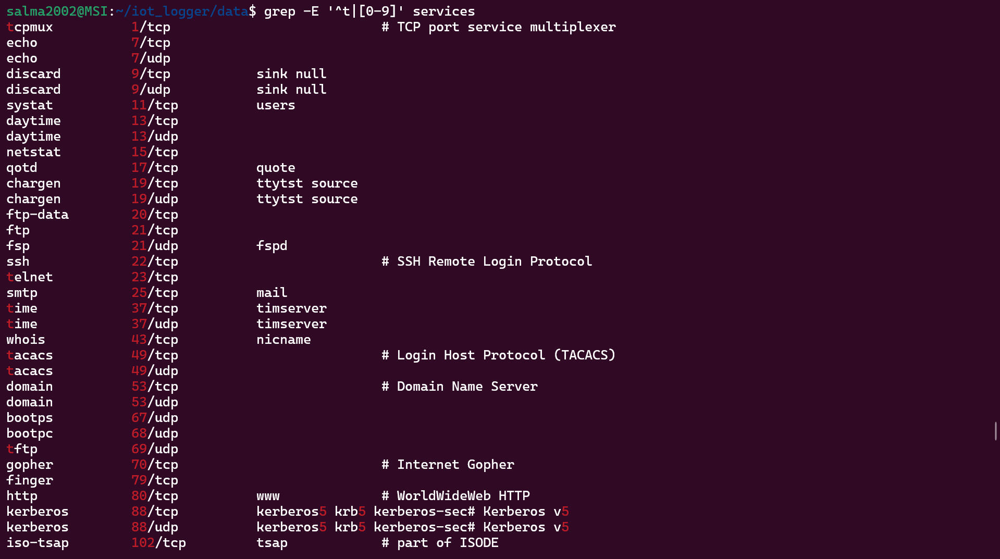 salma2002@MSI:~/iot_logger/data$ grep -E '^t|[0-9]' services
tcpmux          1/tcp                           # TCP port service multiplexer
echo            7/tcp
echo            7/udp
discard         9/tcp           sink null
discard         9/udp           sink null
systat          11/tcp          users
daytime         13/tcp
daytime         13/udp
netstat         15/tcp
qotd            17/tcp          quote
chargen         19/tcp          ttytst source
chargen         19/udp          ttytst source
ftp-data        20/tcp
ftp             21/tcp
fsp             21/udp          fspd
ssh             22/tcp                          # SSH Remote Login Protocol
telnet          23/tcp
smtp            25/tcp          mail
time            37/tcp          timserver
time            37/udp          timserver
whois           43/tcp          nicname
tacacs          49/tcp                          # Login Host Protocol (TACACS)
tacacs          49/udp
domain          53/tcp                          # Domain Name Server
domain          53/udp
bootps          67/udp
bootpc          68/udp
tftp            69/udp
gopher          70/tcp                          # Internet Gopher
finger          79/tcp
http            80/tcp          www             # WorldWideWeb HTTP
kerberos        88/tcp          kerberos5 krb5 kerberos-sec# Kerberos v5
kerberos        88/udp          kerberos5 krb5 kerberos-sec# Kerberos v5
iso-tsap        102/tcp         tsap            # part of ISODE